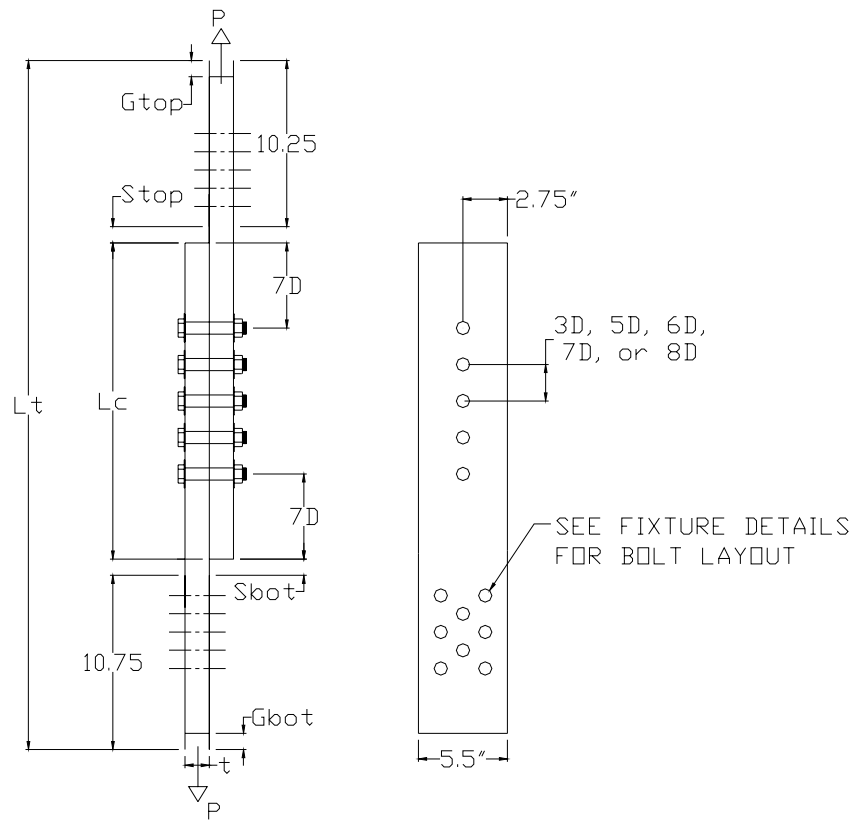 P
Gtop
10.25
Stop
2.75"
7D
3D, 5D, 6D,
7D, or 8D
Lt
Lc
7D
SEE FIXTURE DETAILS
FOR BOLT LAYOUT
Sbot
10.75
Gbot
t
5.5"
P